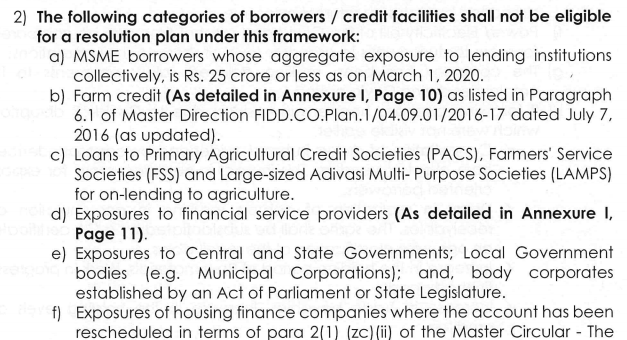 2) The following categories of borrowers / credit facilities shall not be eligible
for a resolution plan under this framework:
a) MSME borrowers whose aggregate exposure to lending institutions
collectively, is Rs. 25 crore or less as on March 1, 2020.
b) Farm credit (As detailed in Annexure I, Page 10) as listed in Paragraph
6.1 of Master Direction FIDD.CO.Plan.1/04.09.01/2016-17 dated July 7,
2016 (as updated).
c) Loans to Primary Agricultural Credit Societies (PACS), Farmers' Service
Societies (FSS) and Large-sized Adivasi Multi- Purpose Societies (LAMPS)
for on-lending to agriculture.
d) Exposures to financial service providers (As detailed in Annexure I,
Page 11).
e) Exposures to Central and State Governments; Local Government
bodies (e.g. Municipal Corporations); and, body corporates
established by an Act of Parliament or State Legislature.
f) Exposures of housing finance companies where the account has been
rescheduled in terms of para 2(1) (zc)(ii) of the Master Circular - The